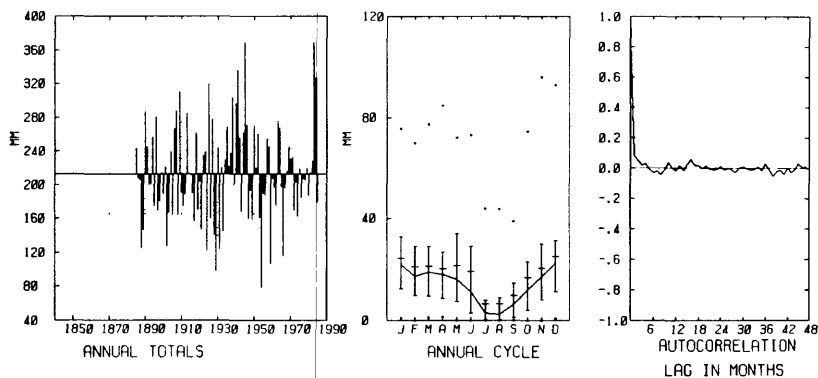 400
360
320
280
240
200
160
120
80
40
MM
1850 1870 1890 1910 1930 1950 1970 1990
ANNUAL TOTALS
120
80
40
0
MM
J F M A M J J A S O N D
ANNUAL CYCLE
1.0
0.8
0.6
0.4
0.2
0.0
-.2
-.4
-.6
-.8
-1.0
6 12 18 24 30 36 42 48
AUTOCORRELATION
LAG IN MONTHS